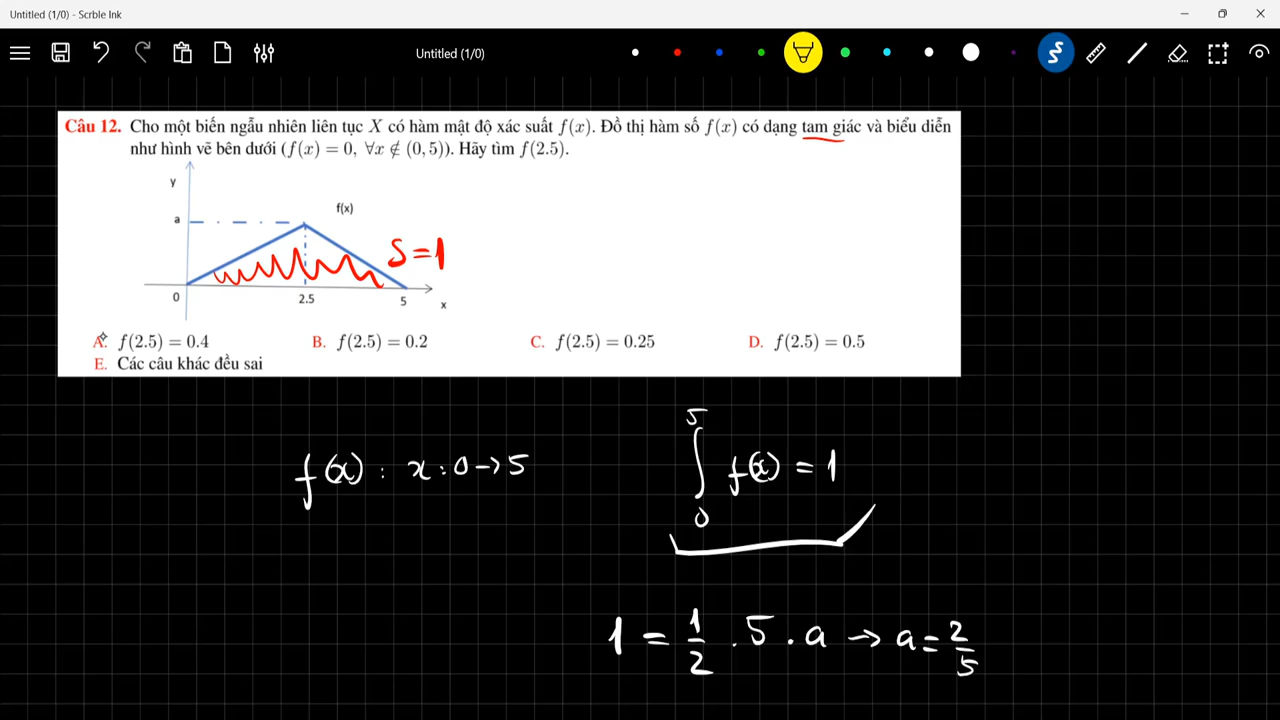 Untitled (1/0) - Scrble Ink
Untitled (1/0)
Câu 12. Cho một biến ngẫu nhiên liên tục X có hàm mật độ xác suất f(x). Đồ thị hàm số f(x) có dạng tam giác và biểu diễn
như hình vẽ bên dưới (f(x) = 0, ∀x ∉ (0, 5)). Hãy tìm f(2.5).
y
f(x)
a
S = 1
0 2.5 5 x
A. f(2.5) = 0.4 B. f(2.5) = 0.2 C. f(2.5) = 0.25 D. f(2.5) = 0.5
E. Các câu khác đều sai
f(x) : x : 0 → 5
∫₀⁵ f(x) = 1
1 = 1/2 . 5 . a → a = 2/5